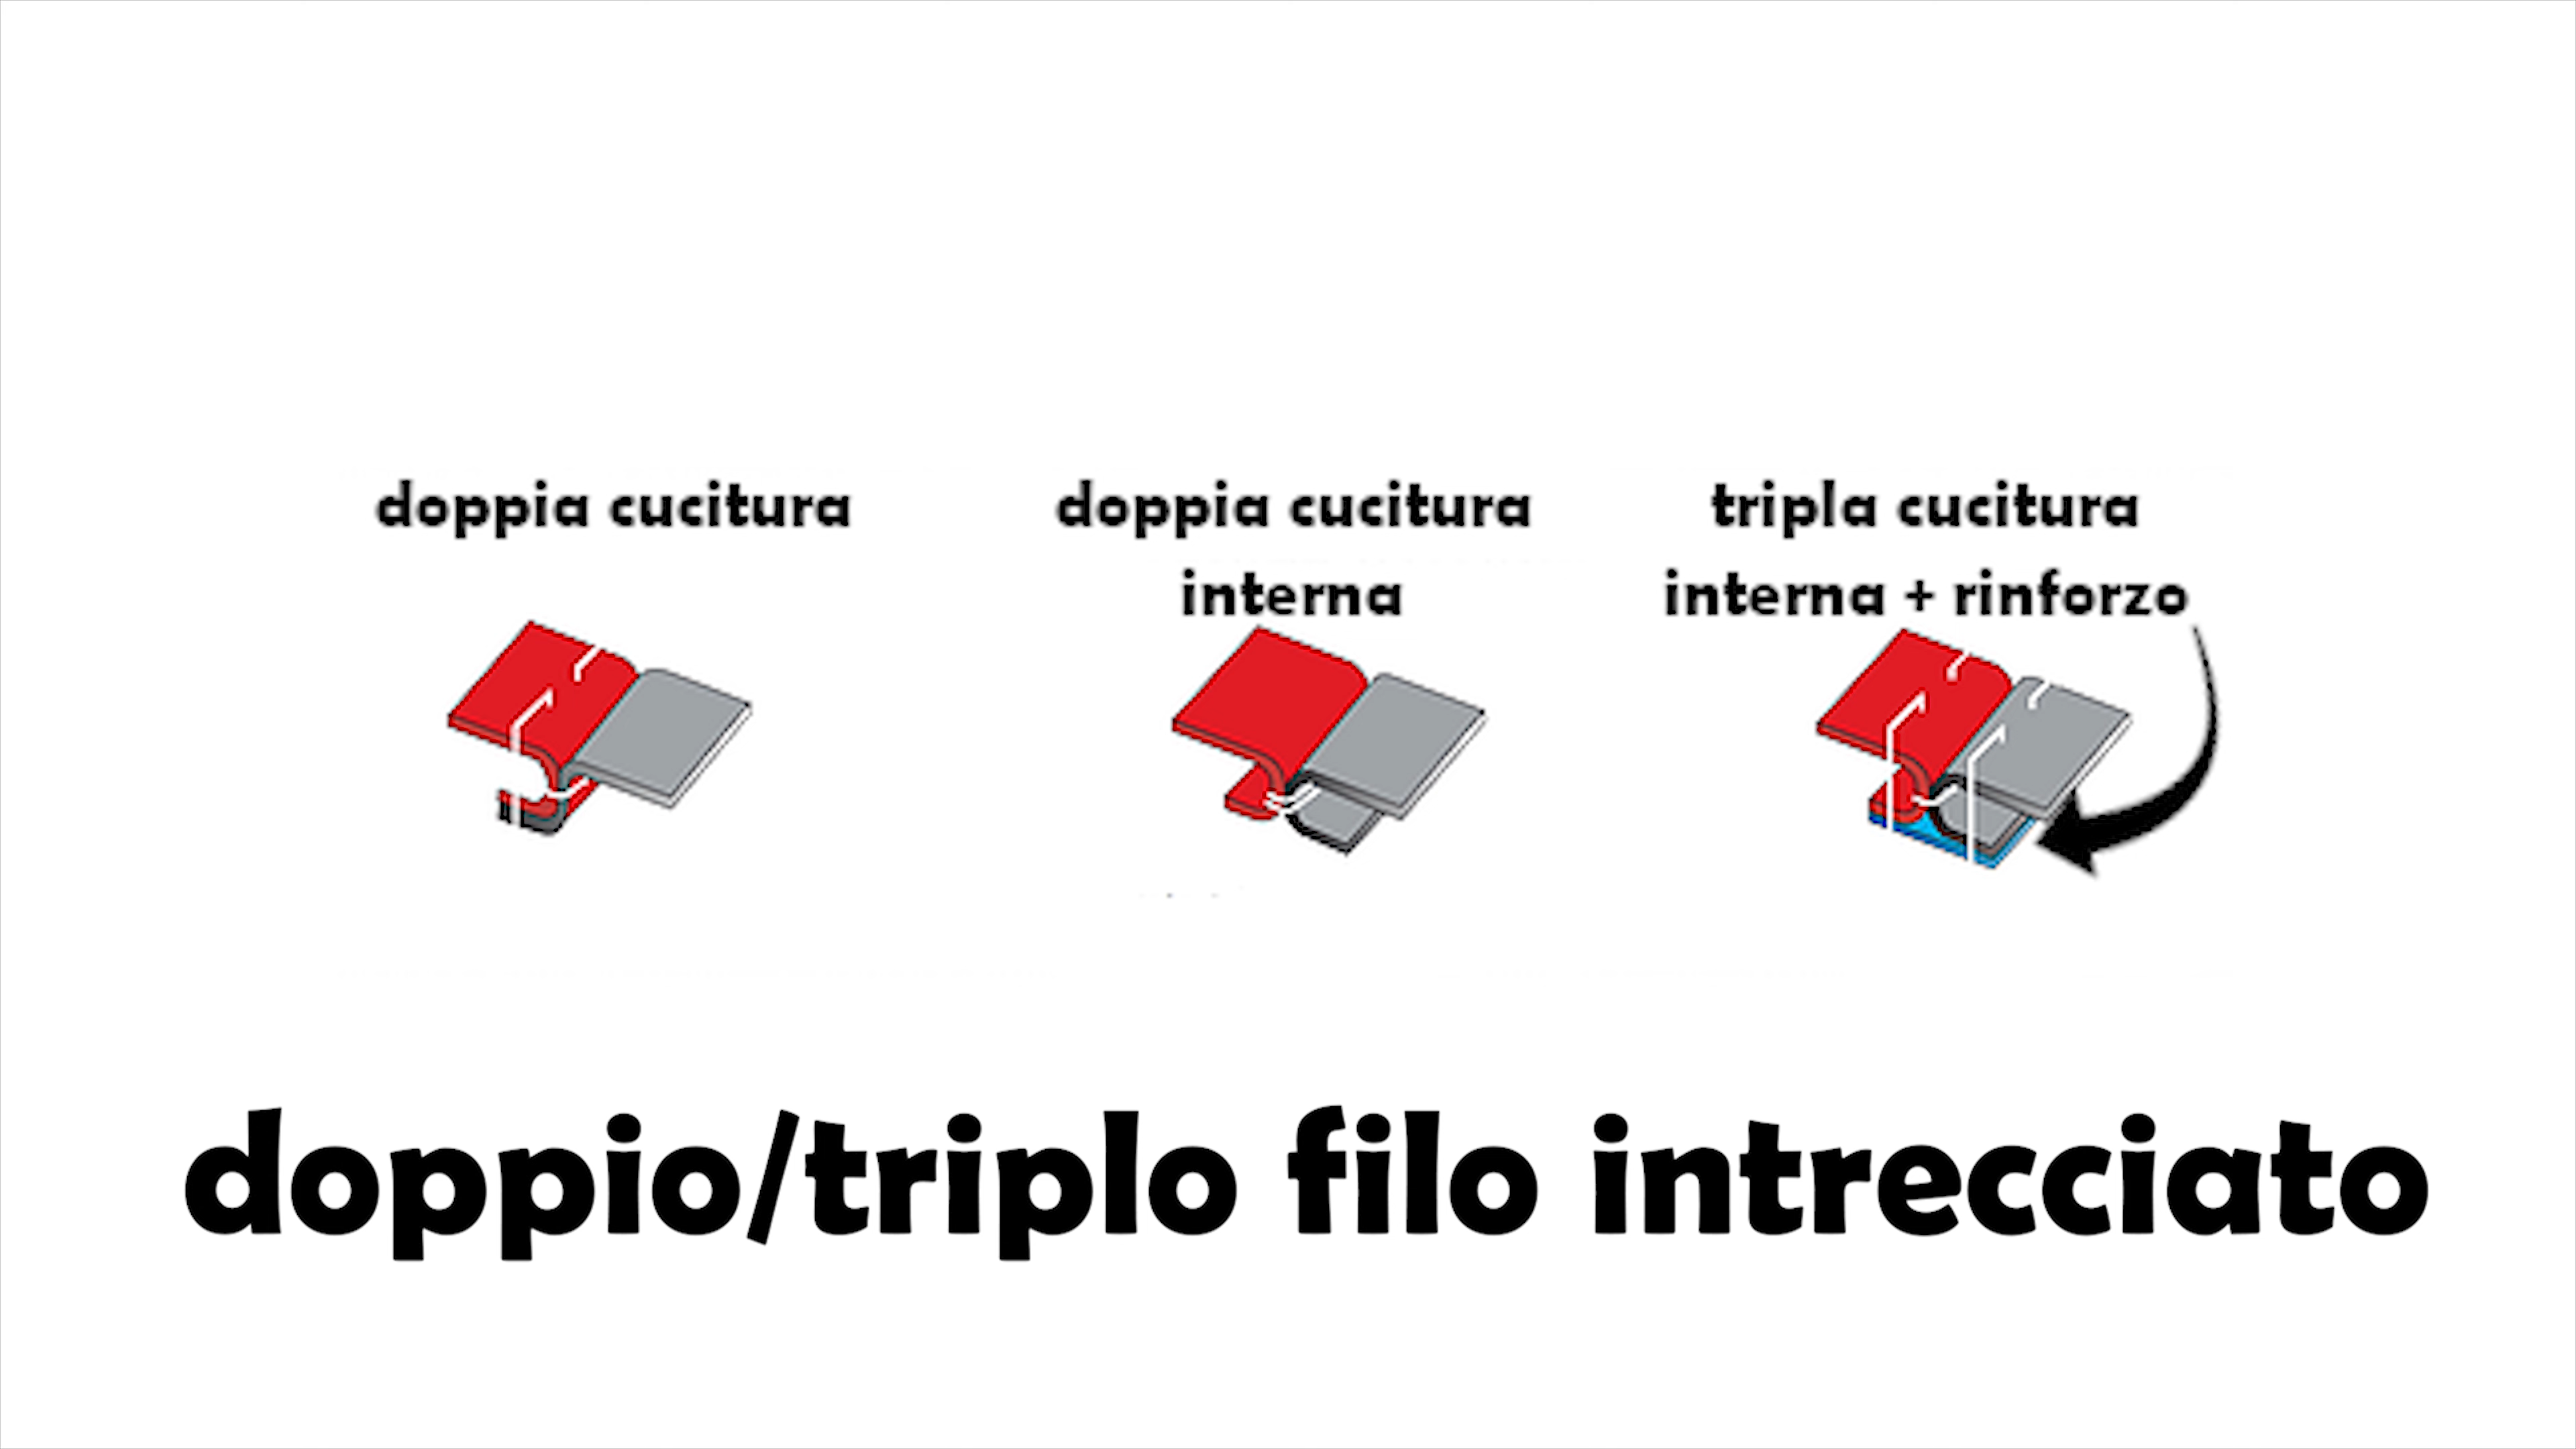 doppia cucitura
doppia cucitura
interna
tripla cucitura
interna + rinforzo
doppio/triplo filo intrecciato